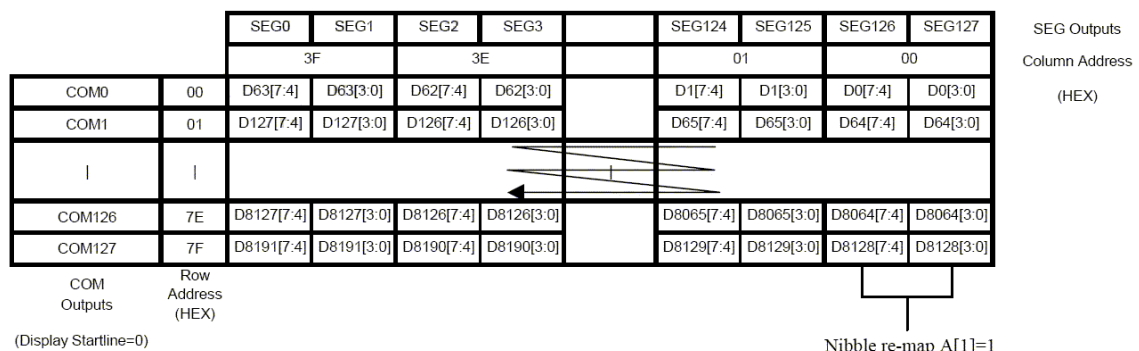 SEG0 SEG1 SEG2 SEG3 SEG124 SEG125 SEG126 SEG127 SEG Outputs
3F 3E 01 00 Column Address
COM0 00 D63[7:4] D63[3:0] D62[7:4] D62[3:0] D1[7:4] D1[3:0] D0[7:4] D0[3:0] (HEX)
COM1 01 D127[7:4] D127[3:0] D126[7:4] D126[3:0] D65[7:4] D65[3:0] D64[7:4] D64[3:0]
| | |
COM126 7E D8127[7:4] D8127[3:0] D8126[7:4] D8126[3:0] D8065[7:4] D8065[3:0] D8064[7:4] D8064[3:0]
COM127 7F D8191[7:4] D8191[3:0] D8190[7:4] D8190[3:0] D8129[7:4] D8129[3:0] D8128[7:4] D8128[3:0]
COM
Outputs
Row
Address
(HEX)
(Display Startline=0)
Nibble re-map A[1]=1